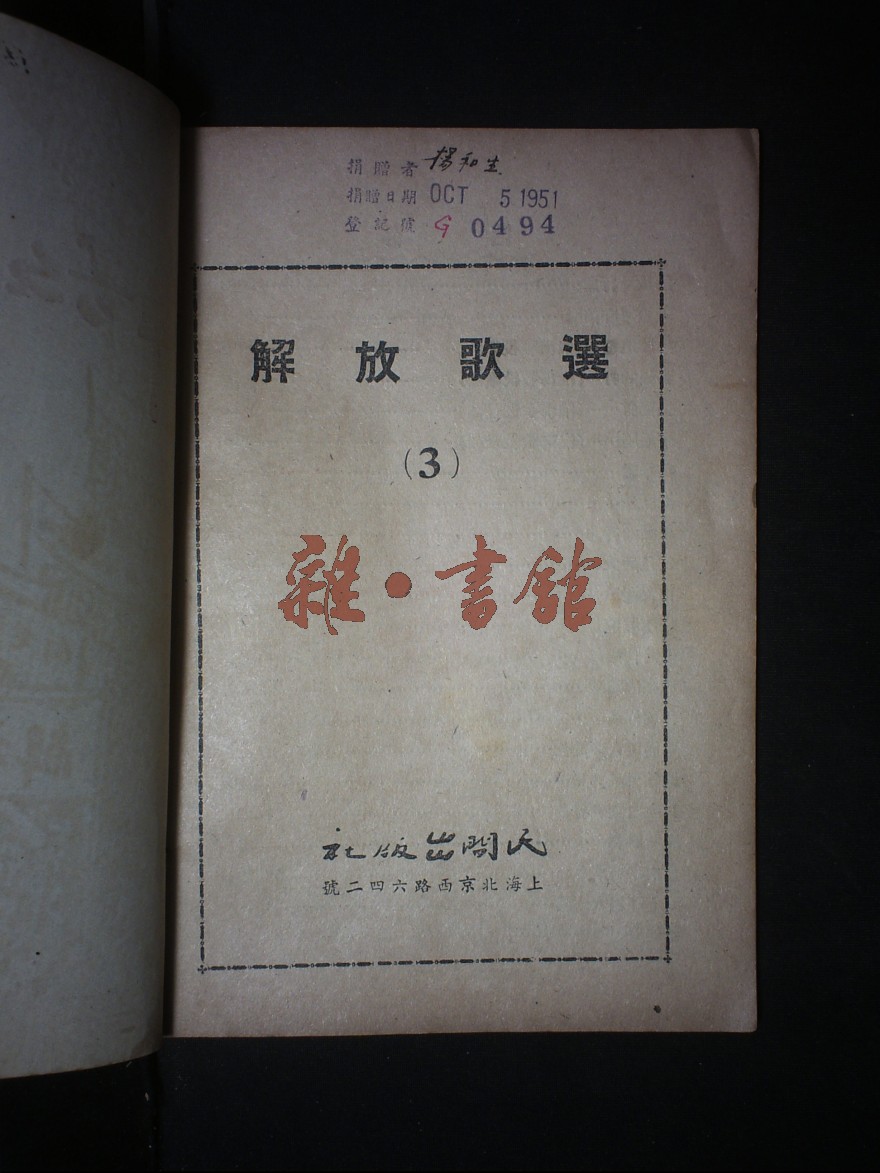 捐贈者 楊和生
捐贈日期 OCT 5 1951
登記號 G 0494
解放歌選
(3)
雜·書館
民間出版社
上海北京西路六四二號